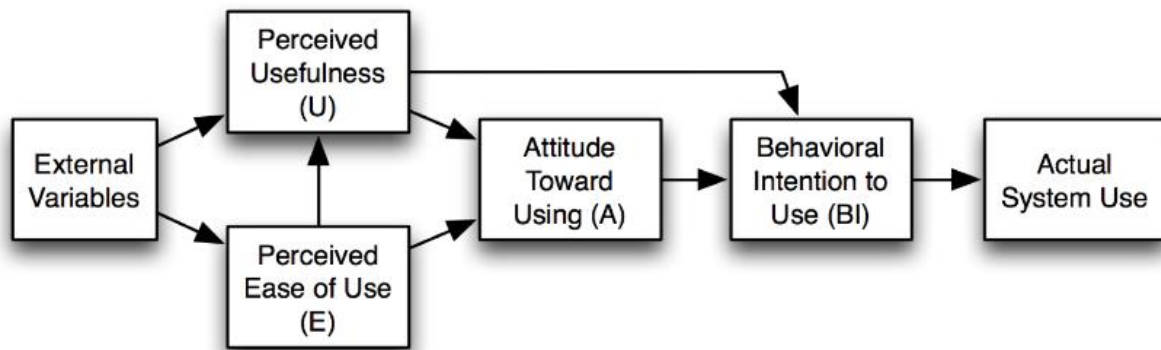 External
Variables
Perceived
Usefulness
(U)
Perceived
Ease of Use
(E)
Attitude
Toward
Using (A)
Behavioral
Intention to
Use (BI)
Actual
System Use